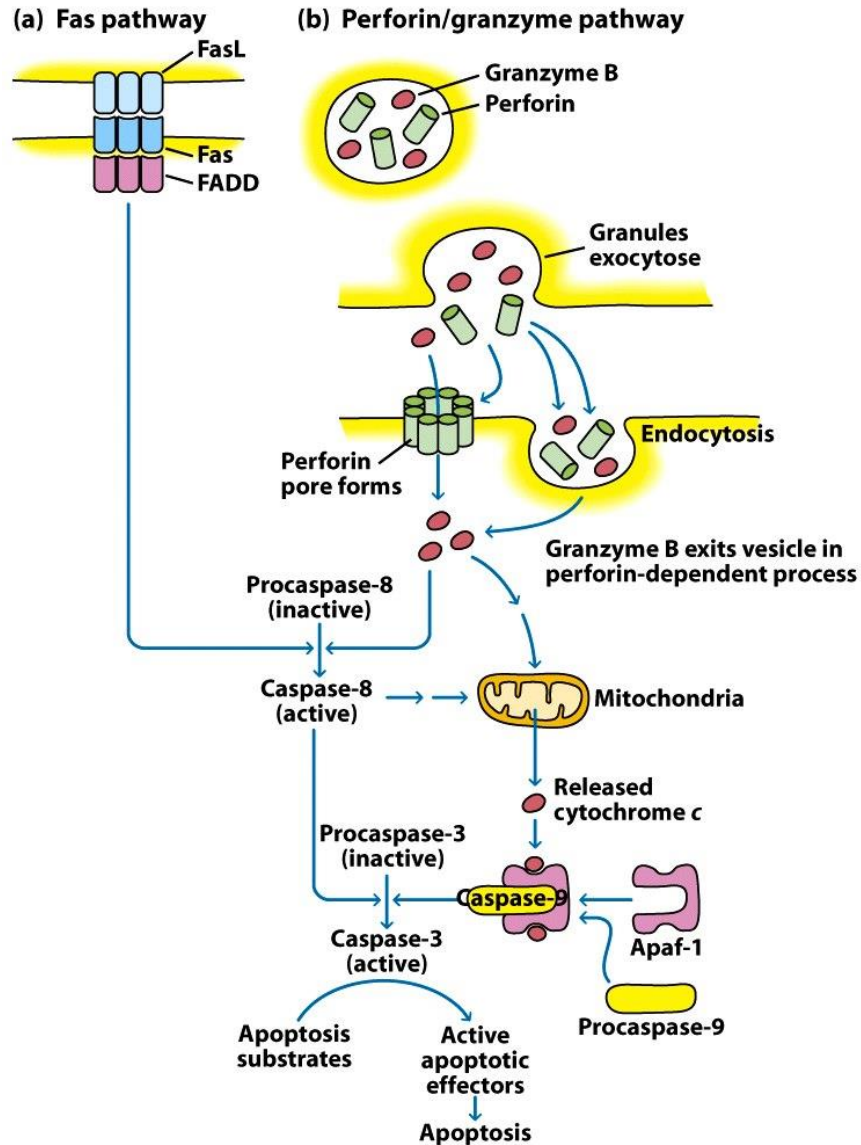 (a) Fas pathway
FasL
Fas
FADD
(b) Perforin/granzyme pathway
Granzyme B
Perforin
Granules
exocytose
Perforin
pore forms
Endocytosis
Granzyme B exits vesicle in
perforin-dependent process
Procaspase-8
(inactive)
Caspase-8
(active)
Mitochondria
Released
cytochrome c
Procaspase-3
(inactive)
Caspase-9
Apaf-1
Procaspase-9
Caspase-3
(active)
Apoptosis
substrates
Active
apoptotic
effectors
Apoptosis